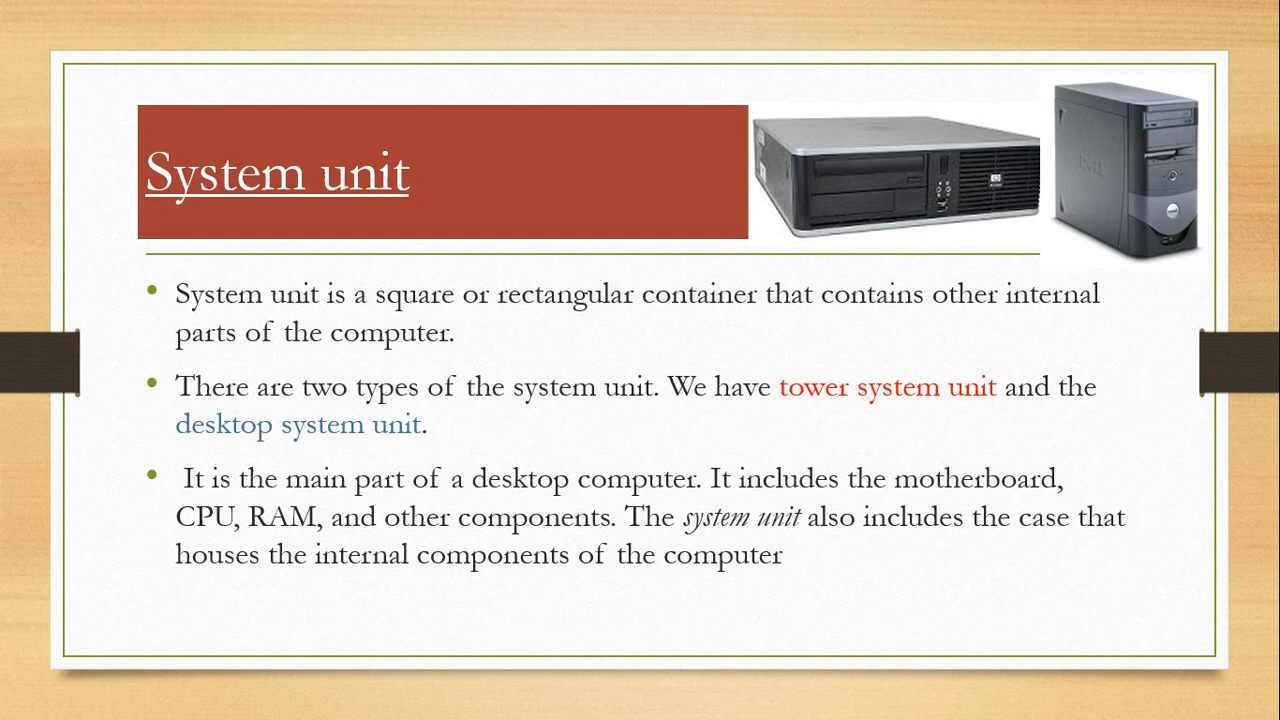 System unit
DELL
• System unit is a square or rectangular container that contains other internal
parts of the computer.
• There are two types of the system unit. We have tower system unit and the
desktop system unit.
• It is the main part of a desktop computer. It includes the motherboard,
CPU, RAM, and other components. The system unit also includes the case that
houses the internal components of the computer